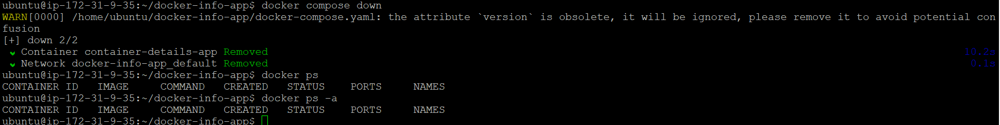 ubuntu@ip-172-31-9-35:~/docker-info-app$ docker compose down
WARN[0000] /home/ubuntu/docker-info-app/docker-compose.yaml: the attribute `version` is obsolete, it will be ignored, please remove it to avoid potential con
fusion
[+] down 2/2
✔ Container container-details-app Removed 10.2s
✔ Network docker-info-app_default Removed 0.1s
ubuntu@ip-172-31-9-35:~/docker-info-app$ docker ps
CONTAINER ID   IMAGE     COMMAND   CREATED   STATUS    PORTS     NAMES
ubuntu@ip-172-31-9-35:~/docker-info-app$ docker ps -a
CONTAINER ID   IMAGE     COMMAND   CREATED   STATUS    PORTS     NAMES
ubuntu@ip-172-31-9-35:~/docker-info-app$